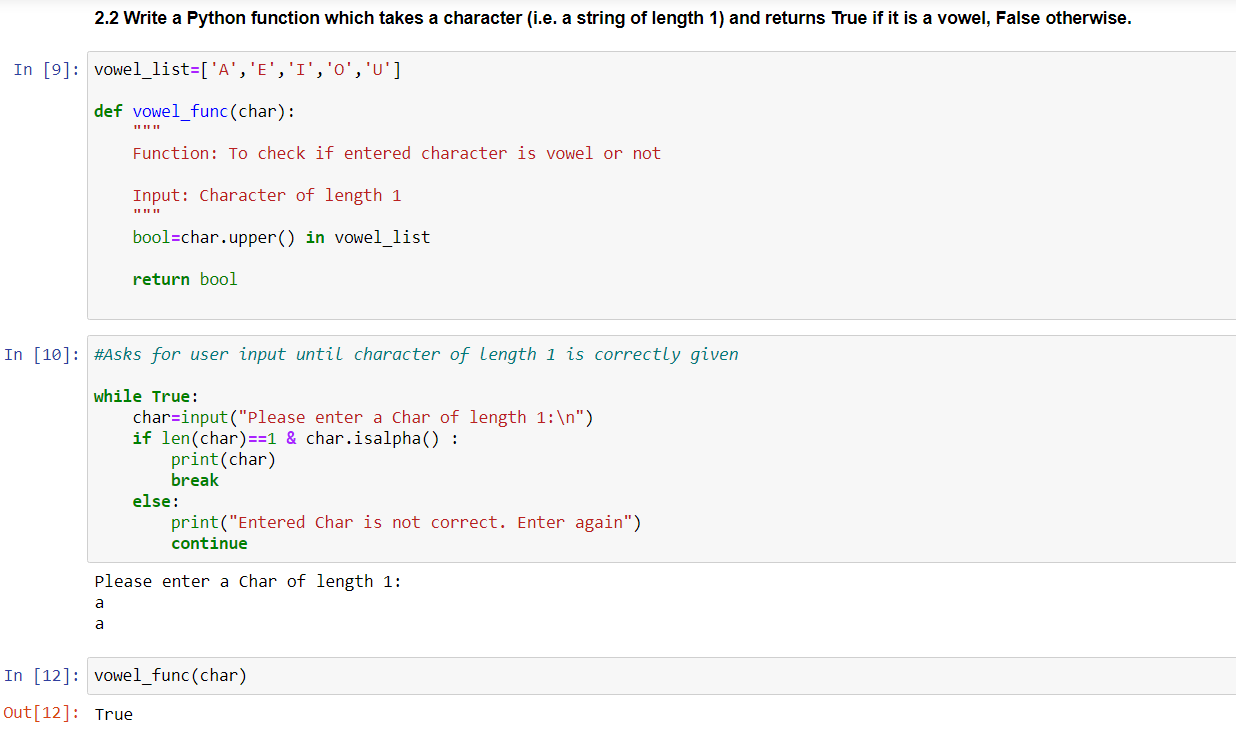 2.2 Write a Python function which takes a character (i.e. a string of length 1) and returns True if it is a vowel, False otherwise.
In [9]: vowel_list=['A','E','I','O','U']
def vowel_func(char):
"""
Function: To check if entered character is vowel or not
Input: Character of length 1
"""
bool=char.upper() in vowel_list
return bool
In [10]: #Asks for user input until character of length 1 is correctly given
while True:
char=input("Please enter a Char of length 1:\n")
if len(char)==1 & char.isalpha() :
print(char)
break
else:
print("Entered Char is not correct. Enter again")
continue
Please enter a Char of length 1:
a
a
In [12]: vowel_func(char)
Out[12]: True